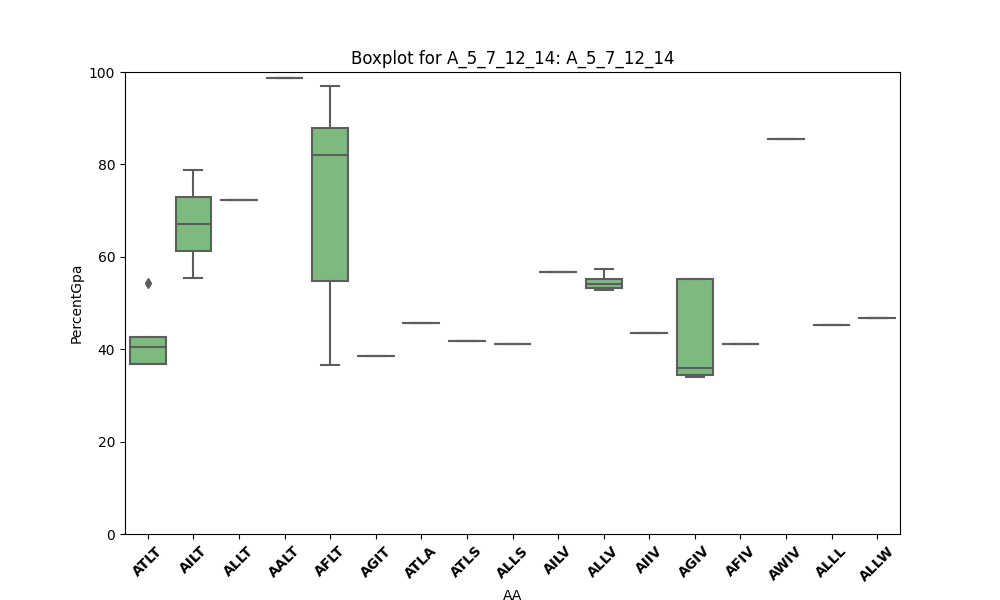 Boxplot for A_5_7_12_14: A_5_7_12_14
100
80
60
40
20
0
PercentGpa
ATLT AILT ALLT AALT AFLT AGIT ATLA ATLS ALLS AILV ALLV AIIV AGIV AFIV AWIV ALLL ALLW
AA